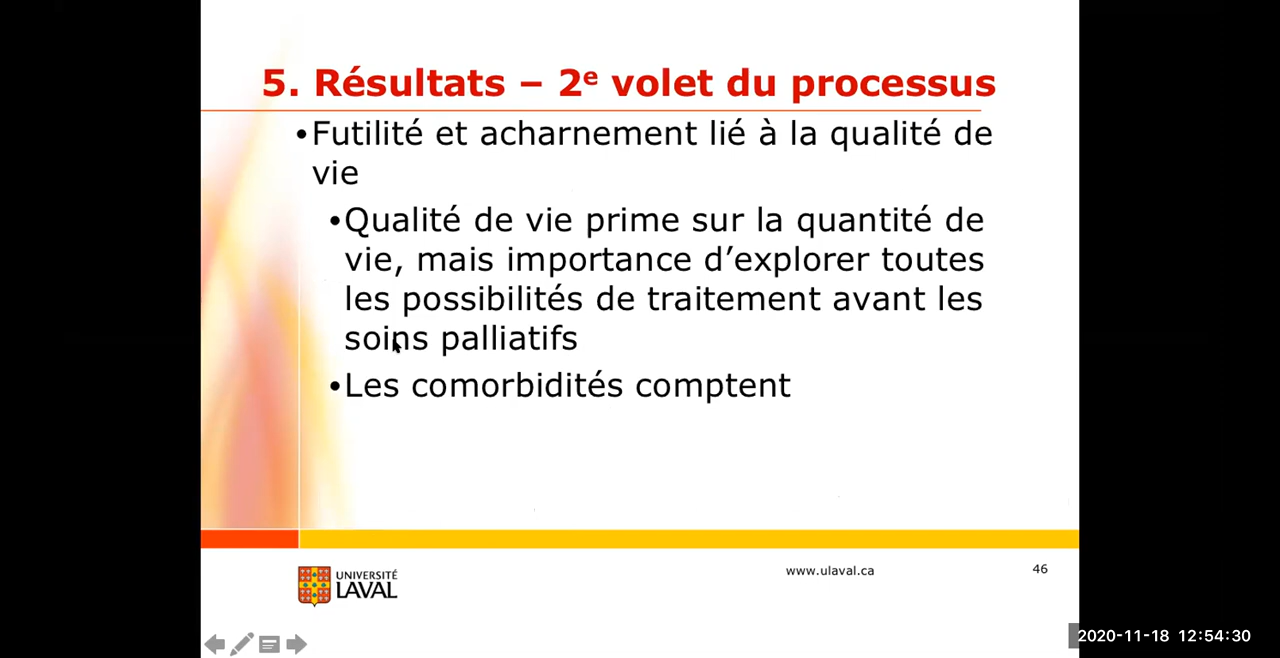 5. Résultats – 2e volet du processus
•Futilité et acharnement lié à la qualité de
vie
•Qualité de vie prime sur la quantité de
vie, mais importance d’explorer toutes
les possibilités de traitement avant les
soins palliatifs
•Les comorbidités comptent
UNIVERSITÉ
LAVAL
www.ulaval.ca
46
2020-11-18 12:54:30